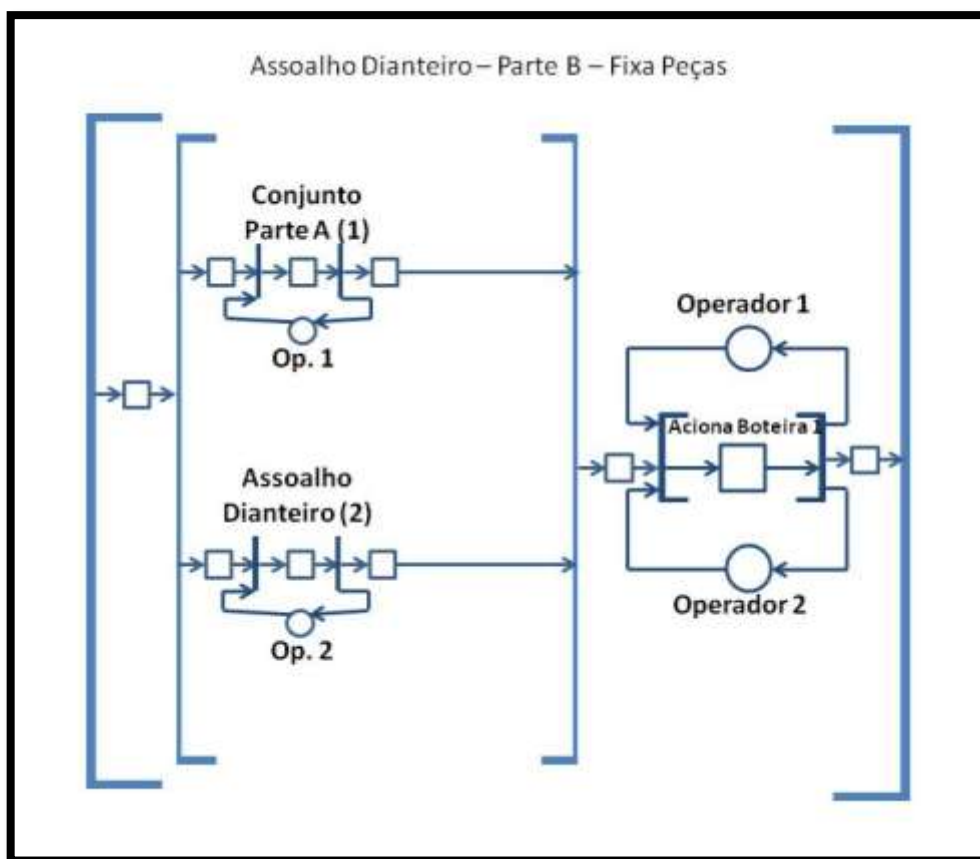 Assoalho Dianteiro – Parte B – Fixa Peças
Conjunto
Parte A (1)
Op. 1
Operador 1
Aciona Boteira 1
Assoalho
Dianteiro (2)
Op. 2
Operador 2